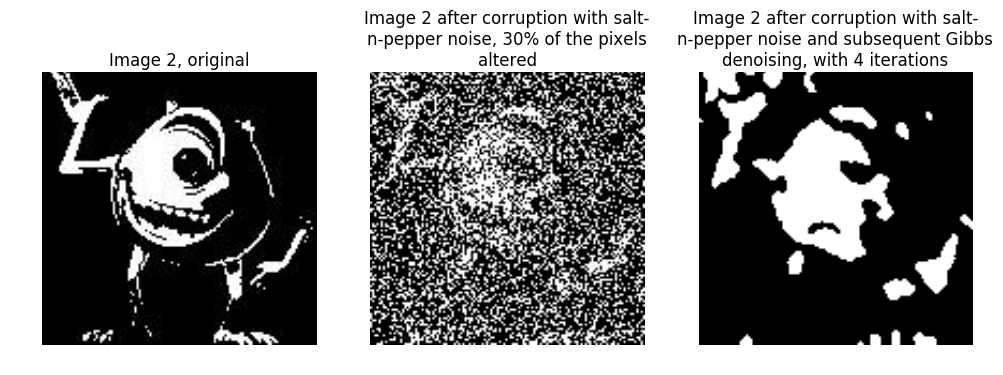 Image 2, original
Image 2 after corruption with salt-
n-pepper noise, 30% of the pixels
altered
Image 2 after corruption with salt-
n-pepper noise and subsequent Gibbs
denoising, with 4 iterations